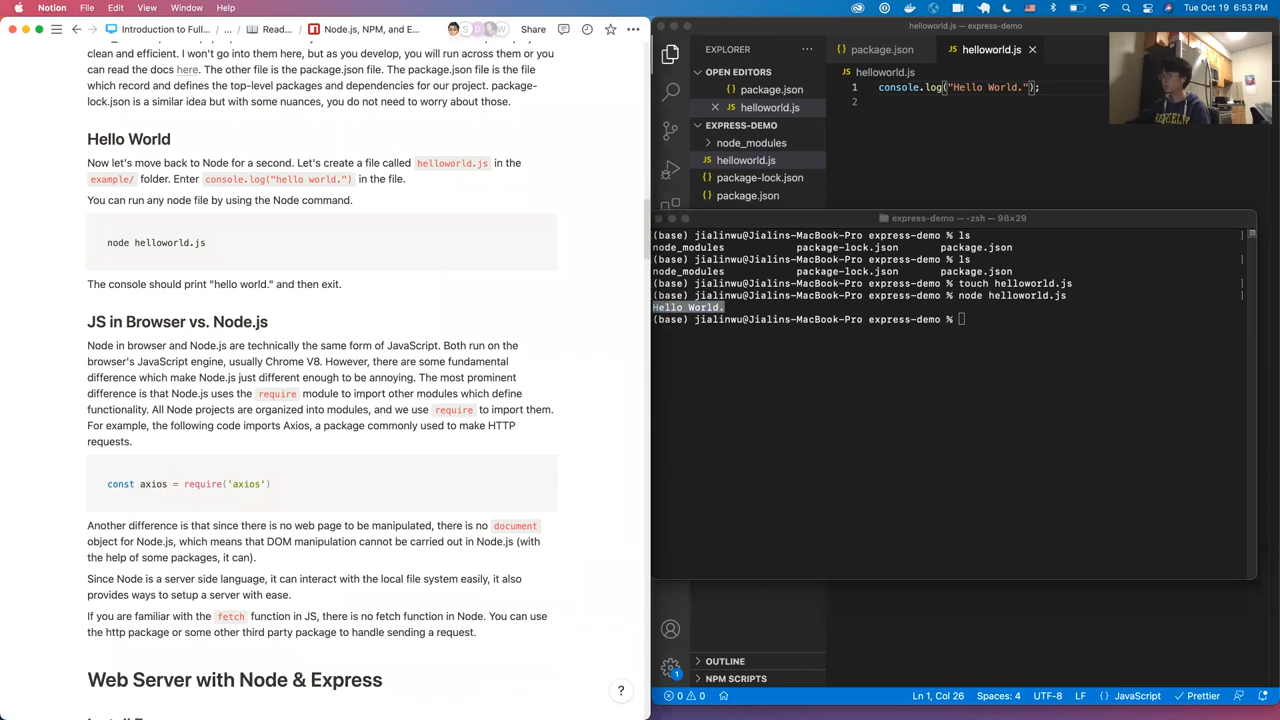 Notion File Edit View Window Help
Tue Oct 19 6:53 PM
Introduction to Full... / ... / Read... / Node.js, NPM, and E...
S D W Share
clean and efficient. I won't go into them here, but as you develop, you will run across them or you
can read the docs here. The other file is the package.json file. The package.json file is the file
which record and defines the top-level packages and dependencies for our project. package-
lock.json is a similar idea but with some nuances, you do not need to worry about those.
Hello World
Now let's move back to Node for a second. Let's create a file called helloworld.js in the
example/ folder. Enter console.log("hello world.") in the file.
You can run any node file by using the Node command.
node helloworld.js
The console should print "hello world." and then exit.
JS in Browser vs. Node.js
Node in browser and Node.js are technically the same form of JavaScript. Both run on the
browser's JavaScript engine, usually Chrome V8. However, there are some fundamental
difference which make Node.js just different enough to be annoying. The most prominent
difference is that Node.js uses the require module to import other modules which define
functionality. All Node projects are organized into modules, and we use require to import them.
For example, the following code imports Axios, a package commonly used to make HTTP
requests.
const axios = require('axios')
Another difference is that since there is no web page to be manipulated, there is no document
object for Node.js, which means that DOM manipulation cannot be carried out in Node.js (with
the help of some packages, it can).
Since Node is a server side language, it can interact with the local file system easily, it also
provides ways to setup a server with ease.
If you are familiar with the fetch function in JS, there is no fetch function in Node. You can use
the http package or some other third party package to handle sending a request.
Web Server with Node & Express
?
helloworld.js — express-demo
EXPLORER
OPEN EDITORS
package.json
helloworld.js
EXPRESS-DEMO
node_modules
helloworld.js
package-lock.json
package.json
package.json
helloworld.js
helloworld.js
1 console.log("Hello World.");
2
express-demo — -zsh — 98×29
(base) jialinwu@Jialins-MacBook-Pro express-demo % ls
node_modules package-lock.json package.json
(base) jialinwu@Jialins-MacBook-Pro express-demo % ls
node_modules package-lock.json package.json
(base) jialinwu@Jialins-MacBook-Pro express-demo % touch helloworld.js
(base) jialinwu@Jialins-MacBook-Pro express-demo % node helloworld.js
Hello World.
(base) jialinwu@Jialins-MacBook-Pro express-demo %
OUTLINE
NPM SCRIPTS
1
0 0 Ln 1, Col 26 Spaces: 4 UTF-8 LF {} JavaScript Prettier